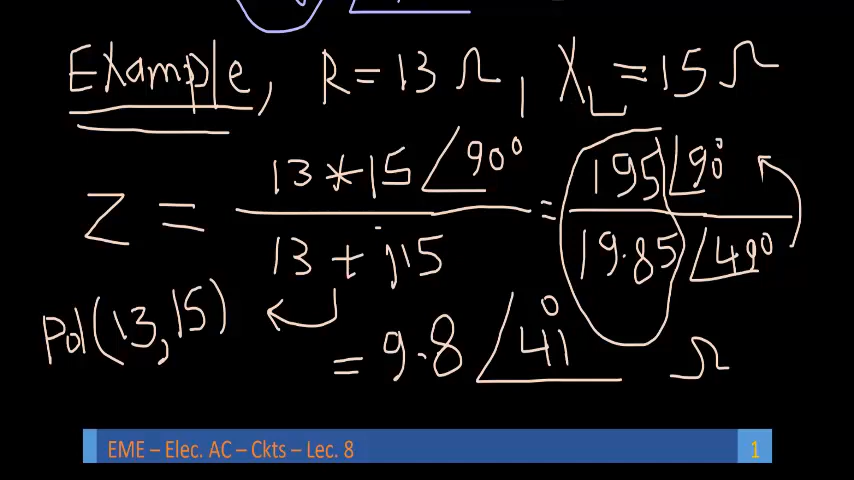 Example, R = 13 Ω, X_L = 15 Ω
Z = 13 * 15 ∠90° / 13 + j15 = 195 ∠90° / 19.85 ∠49°
Pol(13, 15)
= 9.8 ∠41° Ω
EME – Elec. AC – Ckts – Lec. 8
1